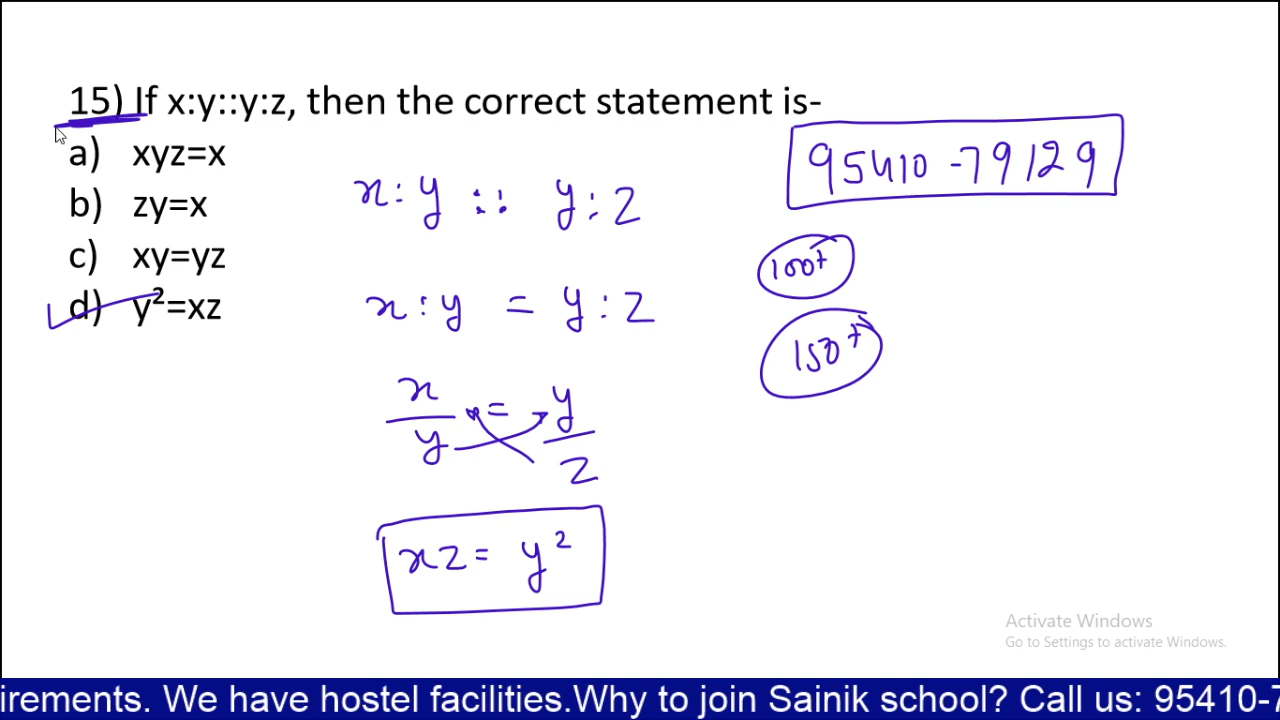 15) If x:y::y:z, then the correct statement is-
a) xyz=x
b) zy=x
c) xy=yz
d) y²=xz
x : y :: y : z
x : y = y : z
x/y = y/z
xz = y²
95410 -79129
100+
150+
Activate Windows
Go to Settings to activate Windows.
irements. We have hostel facilities.Why to join Sainik school? Call us: 95410-7